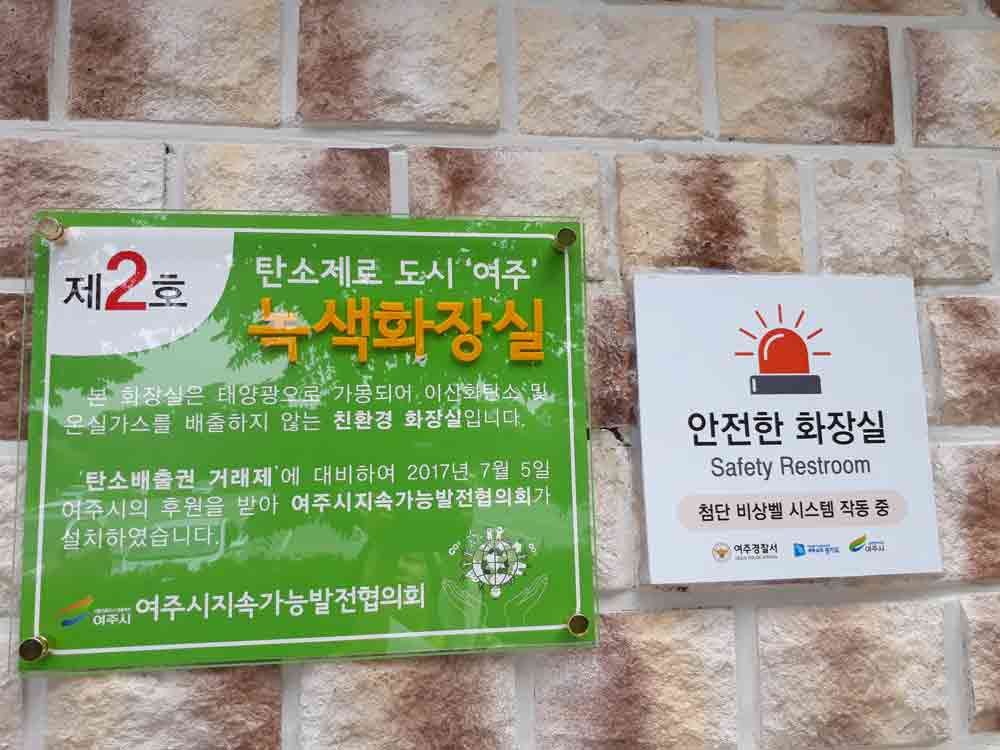 제2호
탄소제로 도시 '여주'
녹색화장실
본 화장실은 태양광으로 가동되어 이산화탄소 및
온실가스를 배출하지 않는 친환경 화장실입니다.
'탄소배출권 거래제'에 대비하여 2017년 7월 5일
여주시의 후원을 받아 여주시지속가능발전협의회가
설치하였습니다.
여주시 여주시지속가능발전협의회
안전한 화장실
Safety Restroom
첨단 비상벨 시스템 작동 중
여주경찰서 경기도 여주시